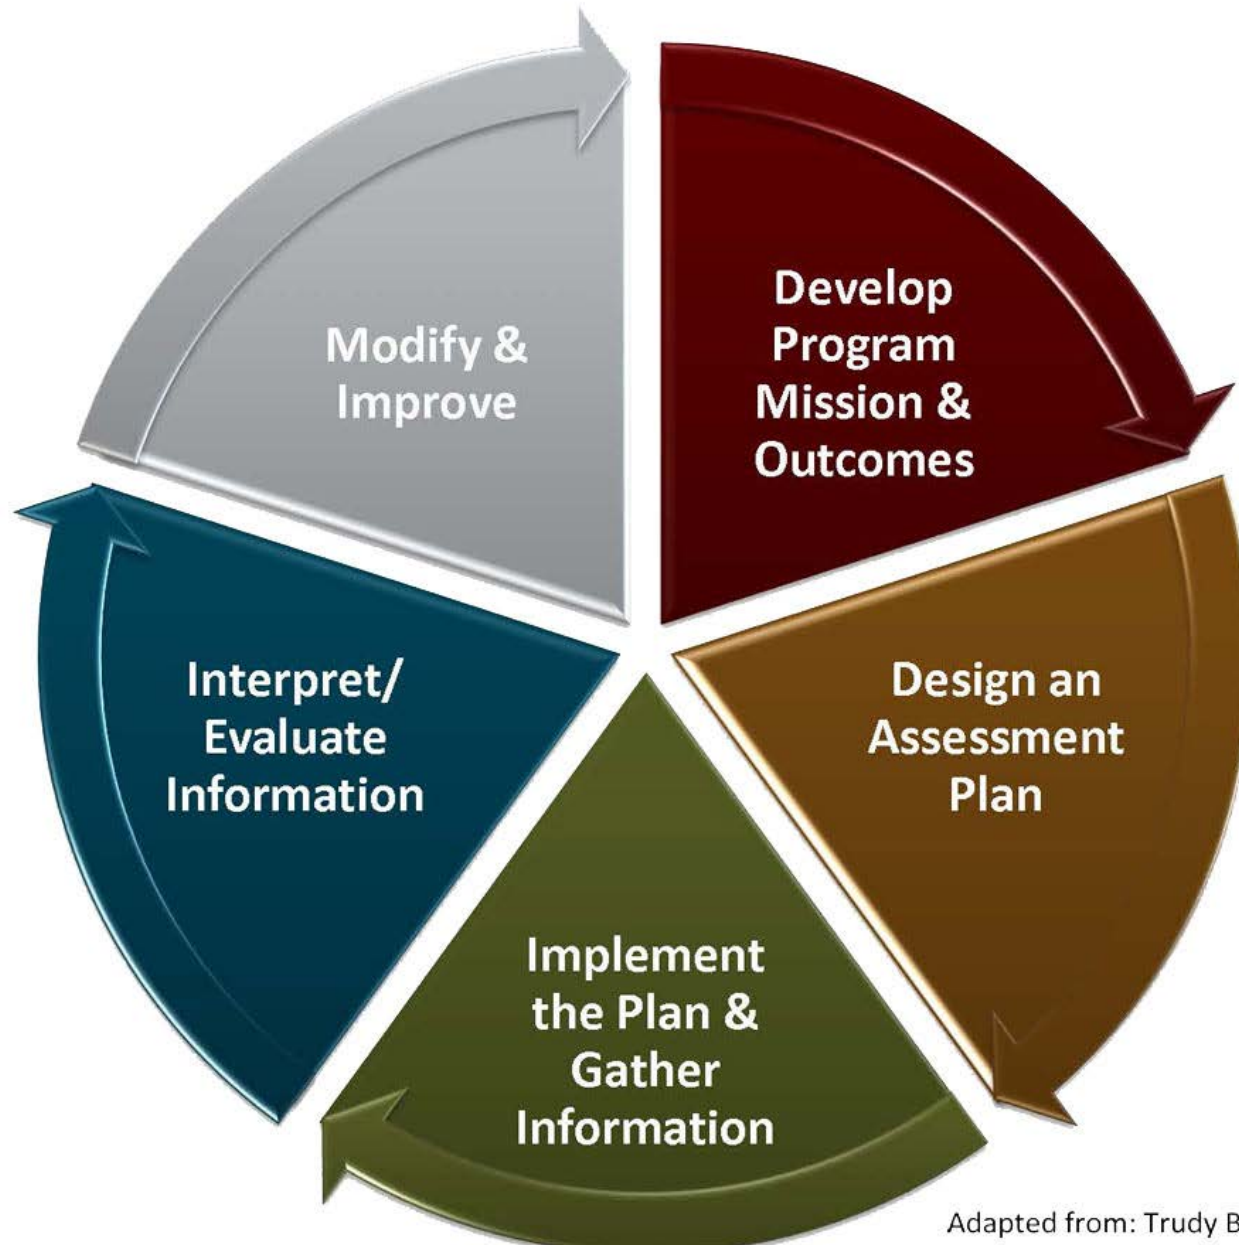 Develop
Program
Mission &
Outcomes
Design an
Assessment
Plan
Implement
the Plan &
Gather
Information
Interpret/
Evaluate
Information
Modify &
Improve
Adapted from: Trudy B